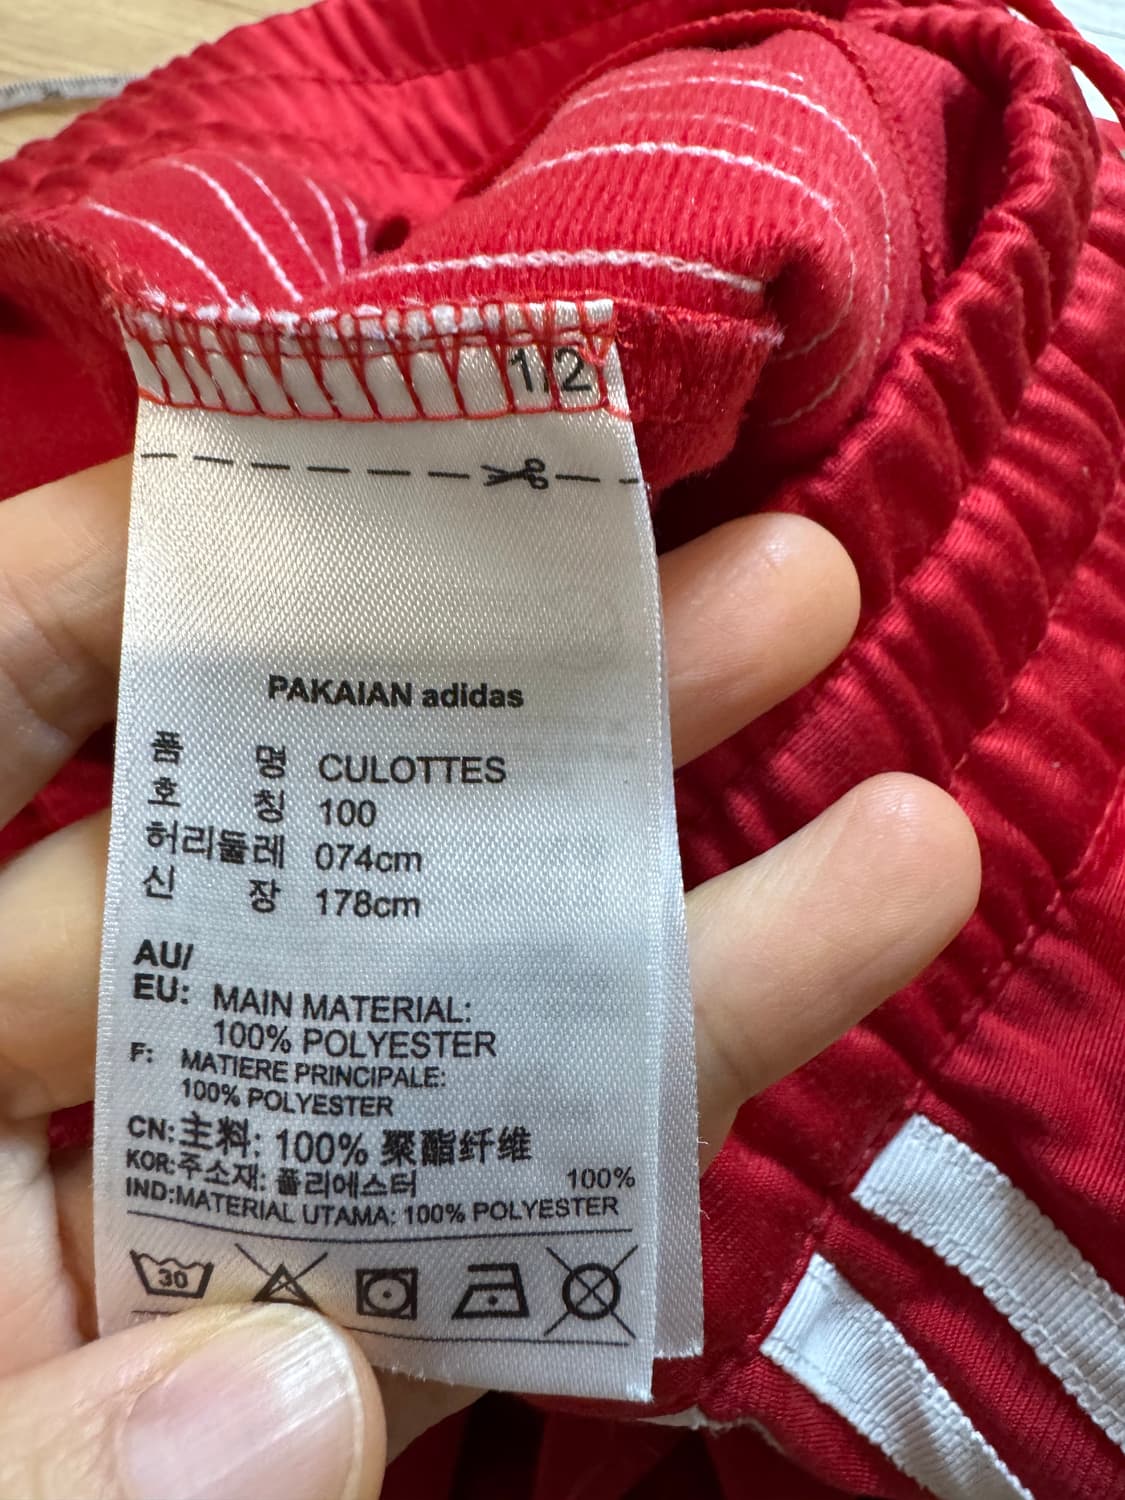 1/2
PAKAIAN adidas
품 명 CULOTTES
호 칭 100
허리둘레 074cm
신 장 178cm
AU/
EU: MAIN MATERIAL:
100% POLYESTER
F: MATIERE PRINCIPALE:
100% POLYESTER
CN:主料: 100% 聚酯纤维
KOR:주소재: 폴리에스터 100%
IND:MATERIAL UTAMA: 100% POLYESTER
30